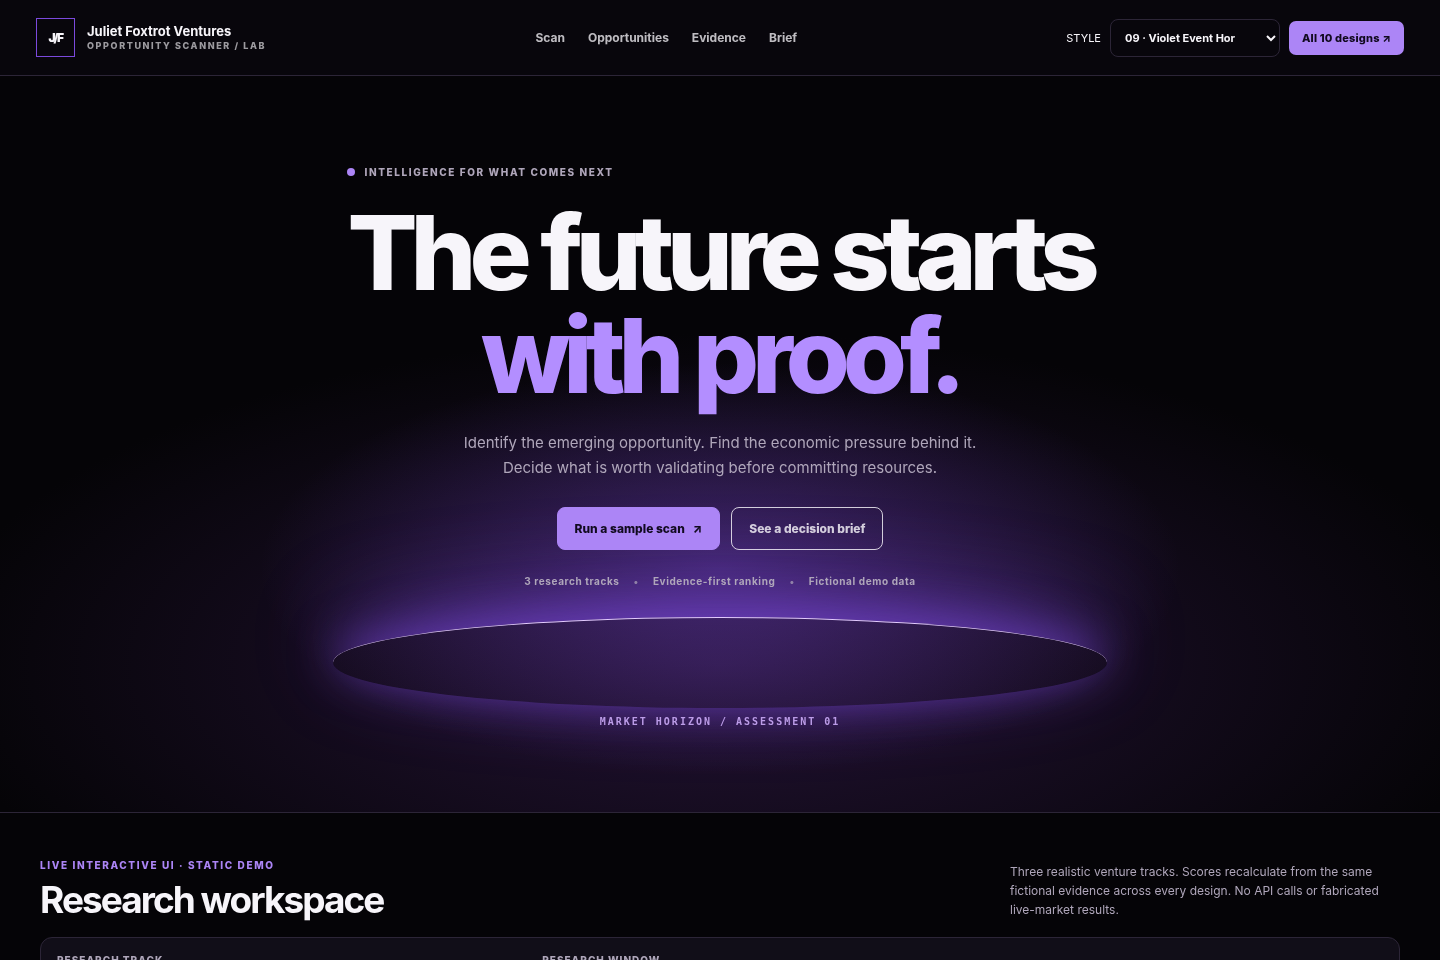 JF
Juliet Foxtrot Ventures
OPPORTUNITY SCANNER / LAB
Scan
Opportunities
Evidence
Brief
STYLE
09 · Violet Event Hor
All 10 designs ↗
INTELLIGENCE FOR WHAT COMES NEXT
The future starts
with proof.
Identify the emerging opportunity. Find the economic pressure behind it.
Decide what is worth validating before committing resources.
Run a sample scan ↗
See a decision brief
3 research tracks • Evidence-first ranking • Fictional demo data
MARKET HORIZON / ASSESSMENT 01
LIVE INTERACTIVE UI · STATIC DEMO
Research workspace
Three realistic venture tracks. Scores recalculate from the same
fictional evidence across every design. No API calls or fabricated
live-market results.
RESEARCH TRACK
RESEARCH WINDOW